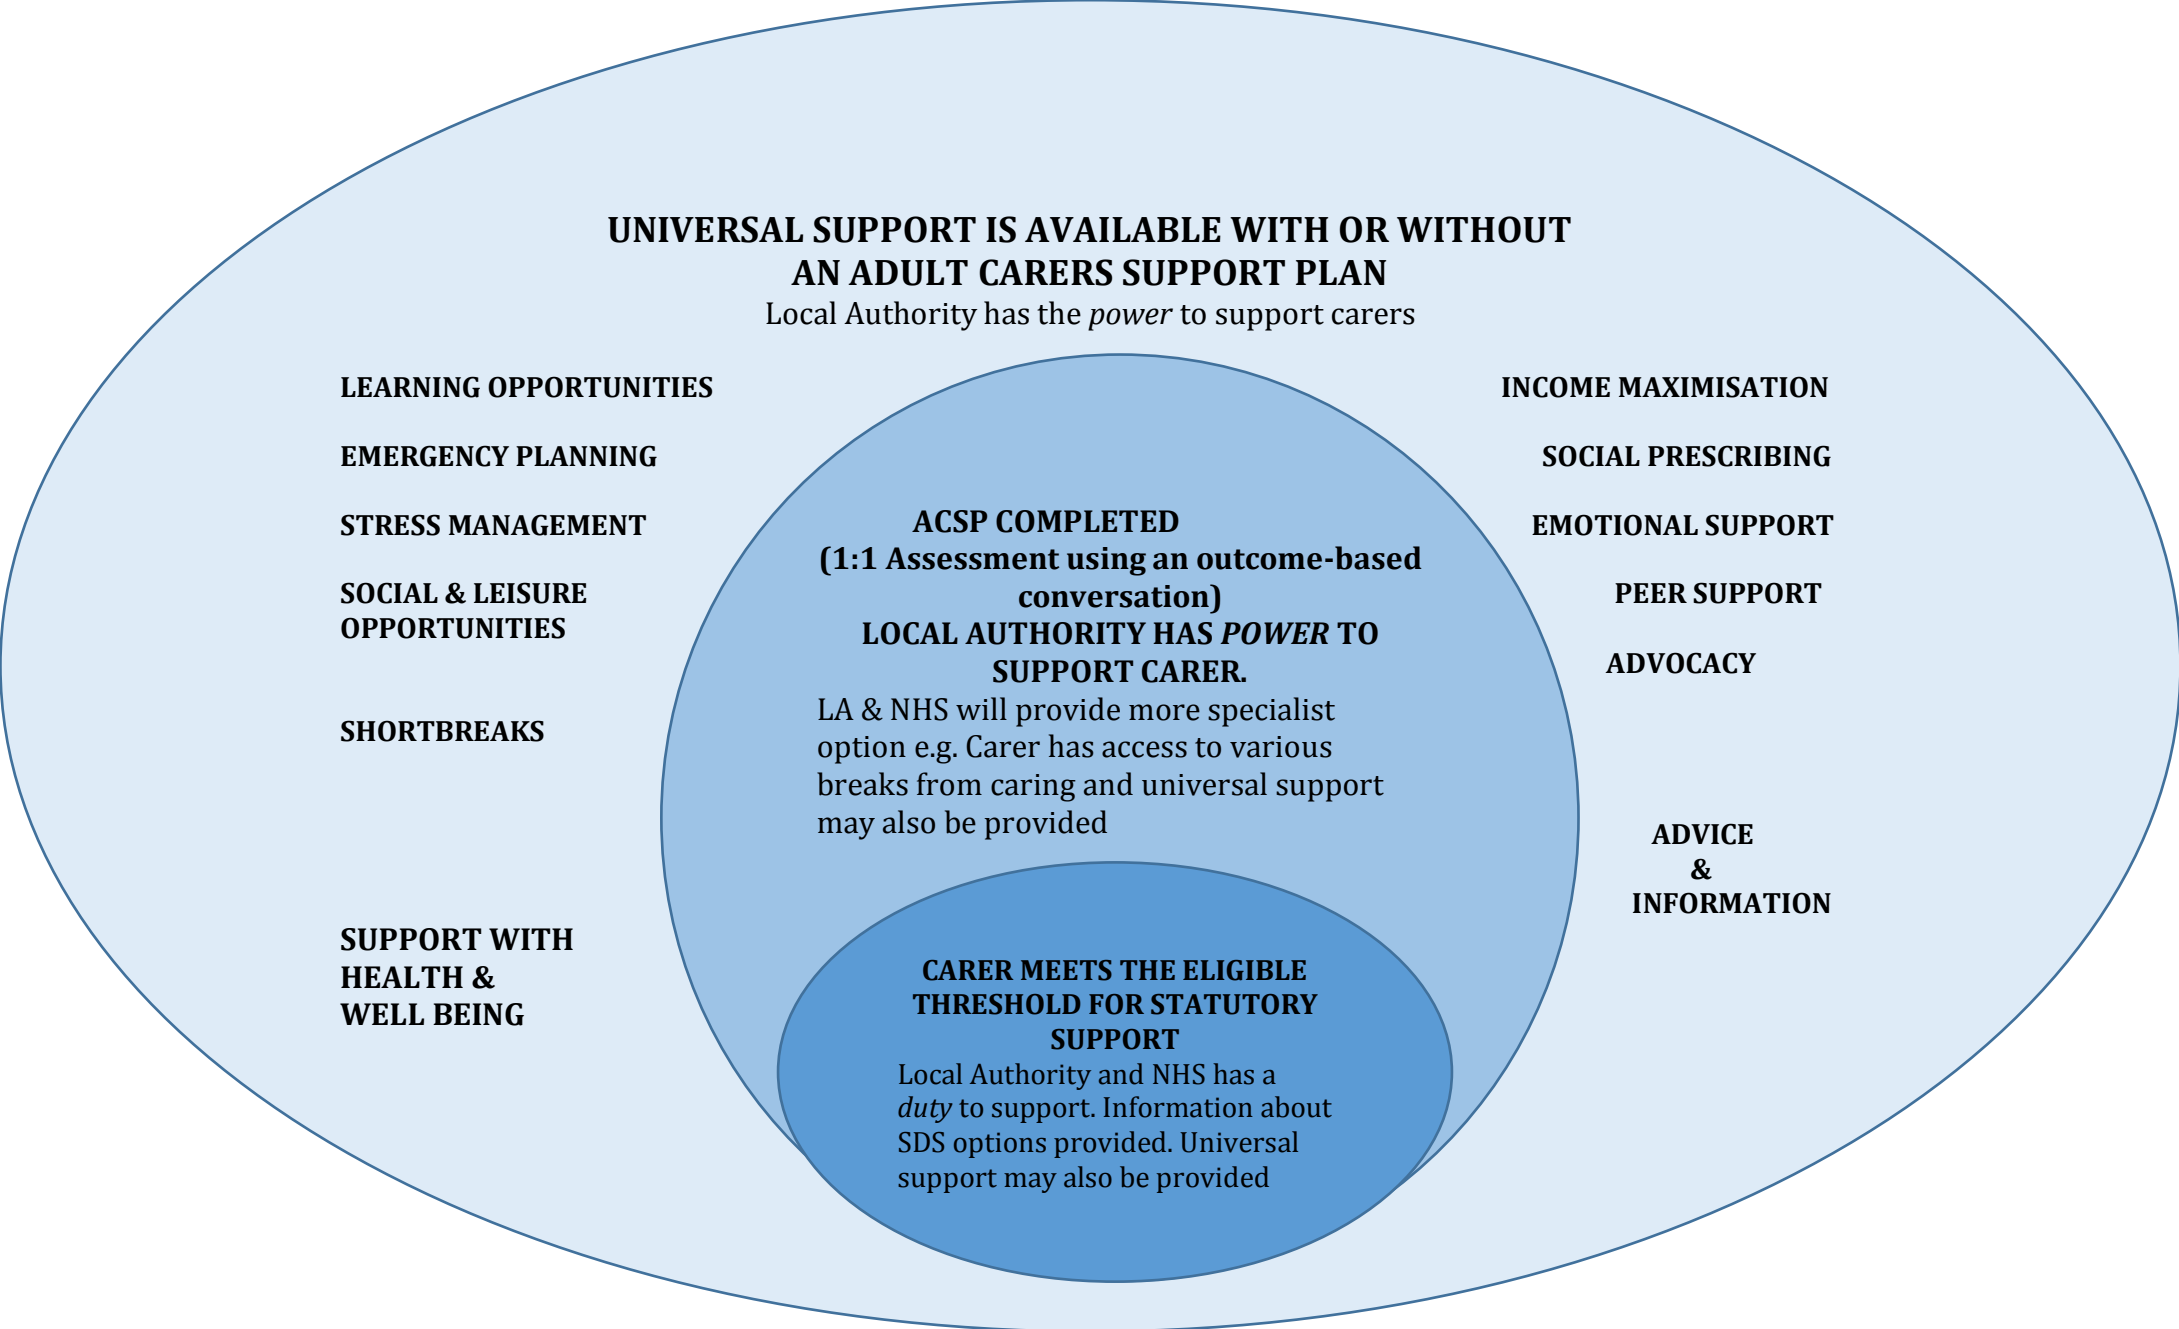 UNIVERSAL SUPPORT IS AVAILABLE WITH OR WITHOUT
AN ADULT CARERS SUPPORT PLAN
Local Authority has the power to support carers
LEARNING OPPORTUNITIES
EMERGENCY PLANNING
STRESS MANAGEMENT
SOCIAL & LEISURE
OPPORTUNITIES
SHORTBREAKS
SUPPORT WITH
HEALTH &
WELL BEING
ACSP COMPLETED
(1:1 Assessment using an outcome-based
conversation)
LOCAL AUTHORITY HAS POWER TO
SUPPORT CARER.
LA & NHS will provide more specialist
option e.g. Carer has access to various
breaks from caring and universal support
may also be provided
CARER MEETS THE ELIGIBLE
THRESHOLD FOR STATUTORY
SUPPORT
Local Authority and NHS has a
duty to support. Information about
SDS options provided. Universal
support may also be provided
INCOME MAXIMISATION
SOCIAL PRESCRIBING
EMOTIONAL SUPPORT
PEER SUPPORT
ADVOCACY
ADVICE
&
INFORMATION